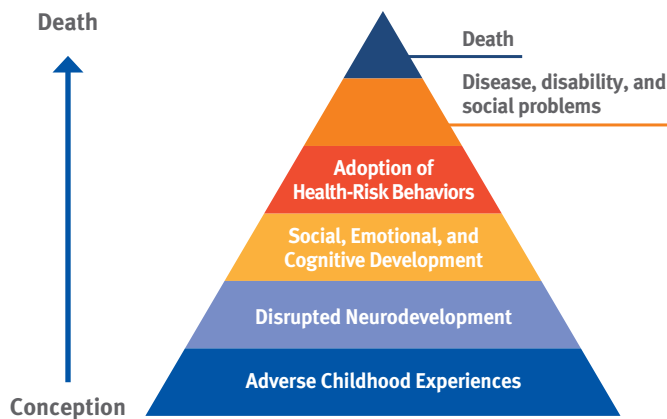 Death
Death
Disease, disability, and
social problems
Adoption of
Health-Risk Behaviors
Social, Emotional, and
Cognitive Development
Disrupted Neurodevelopment
Adverse Childhood Experiences
Conception